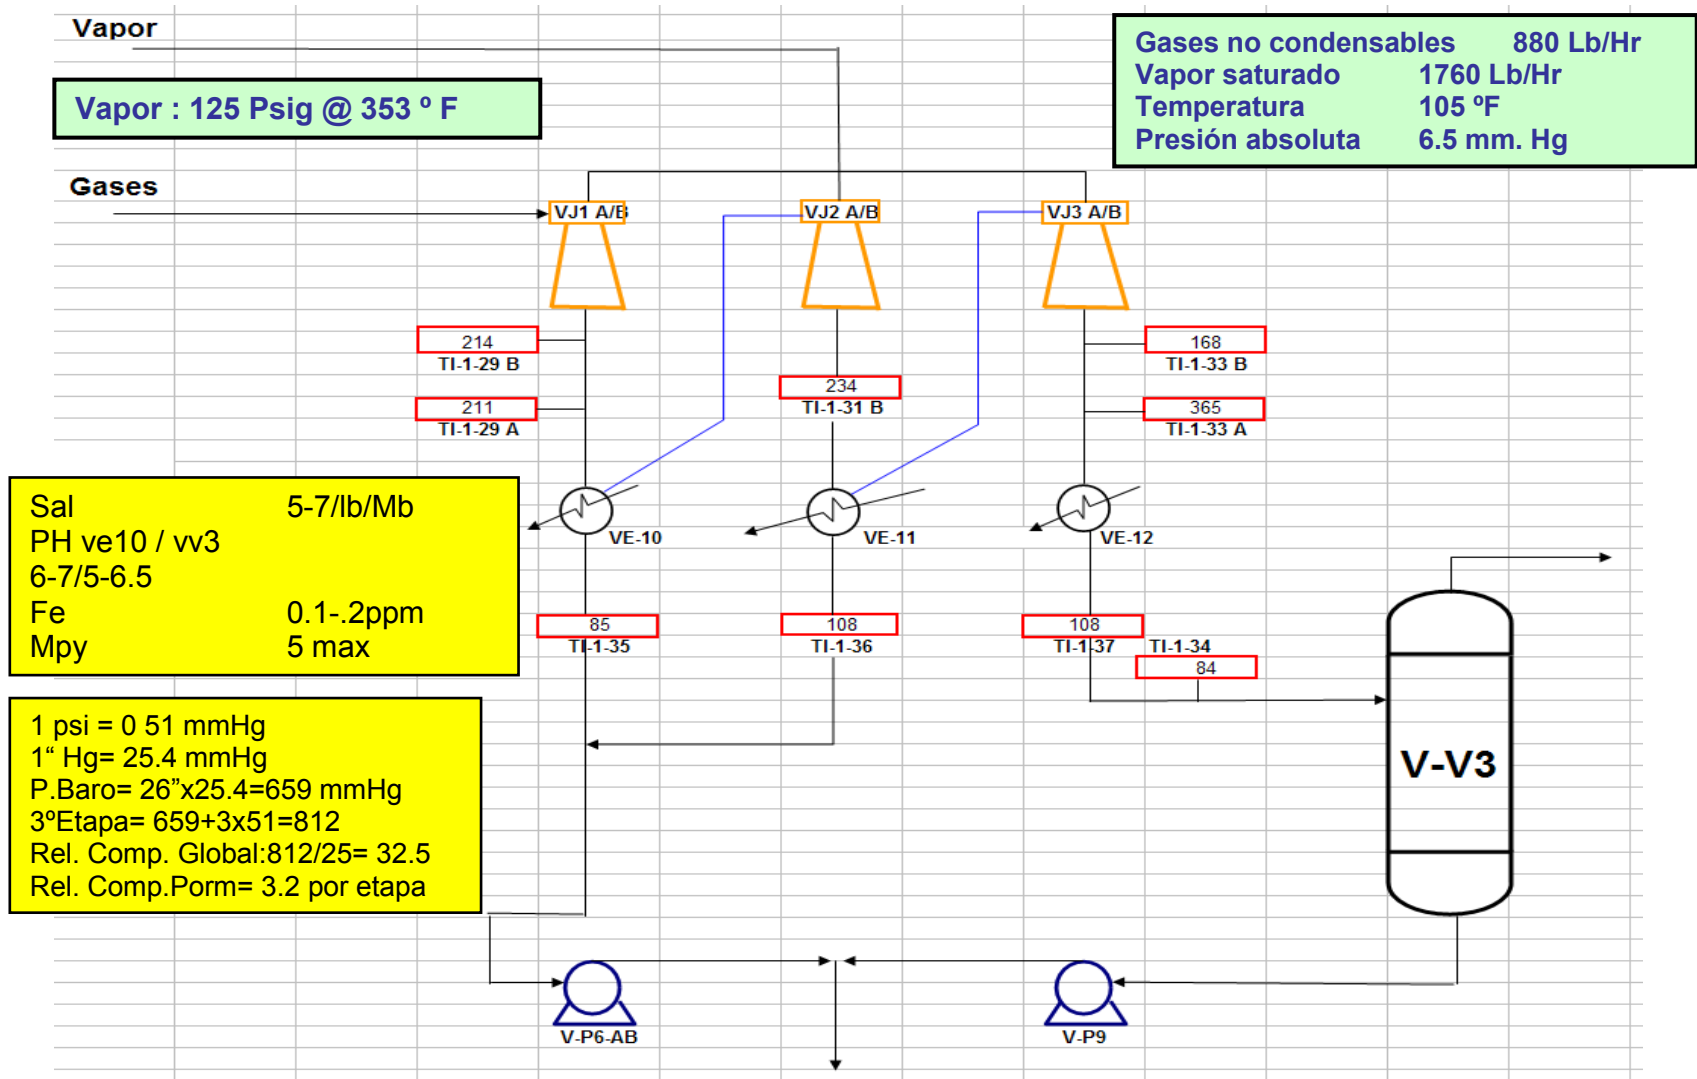 Vapor
Vapor : 125 Psig @ 353 º F
Gases no condensables 880 Lb/Hr
Vapor saturado 1760 Lb/Hr
Temperatura 105 ºF
Presión absoluta 6.5 mm. Hg
Gases
VJ1 A/B
VJ2 A/B
VJ3 A/B
214
TI-1-29 B
211
TI-1-29 A
234
TI-1-31 B
168
TI-1-33 B
365
TI-1-33 A
VE-10
VE-11
VE-12
Sal 5-7/lb/Mb
PH ve10 / vv3
6-7/5-6.5
Fe 0.1-.2ppm
Mpy 5 max
85
TI-1-35
108
TI-1-36
108
TI-1-37
TI-1-34
84
1 psi = 0 51 mmHg
1“ Hg= 25.4 mmHg
P.Baro= 26”x25.4=659 mmHg
3ºEtapa= 659+3x51=812
Rel. Comp. Global:812/25= 32.5
Rel. Comp.Porm= 3.2 por etapa
V-V3
V-P6-AB
V-P9